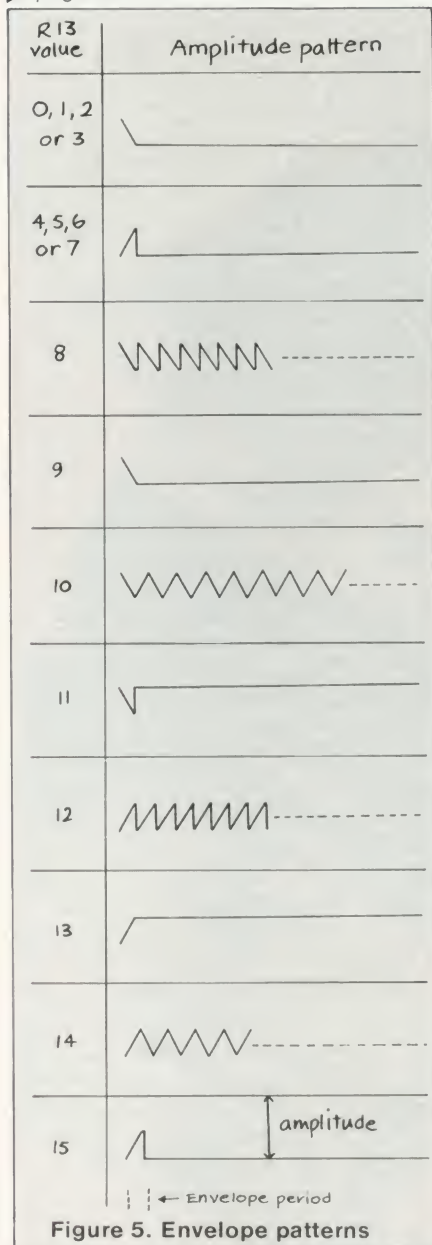 R13
value
Amplitude pattern
0, 1, 2
or 3
4, 5, 6
or 7
8
9
10
11
12
13
14
15
amplitude
← Envelope period
Figure 5. Envelope patterns